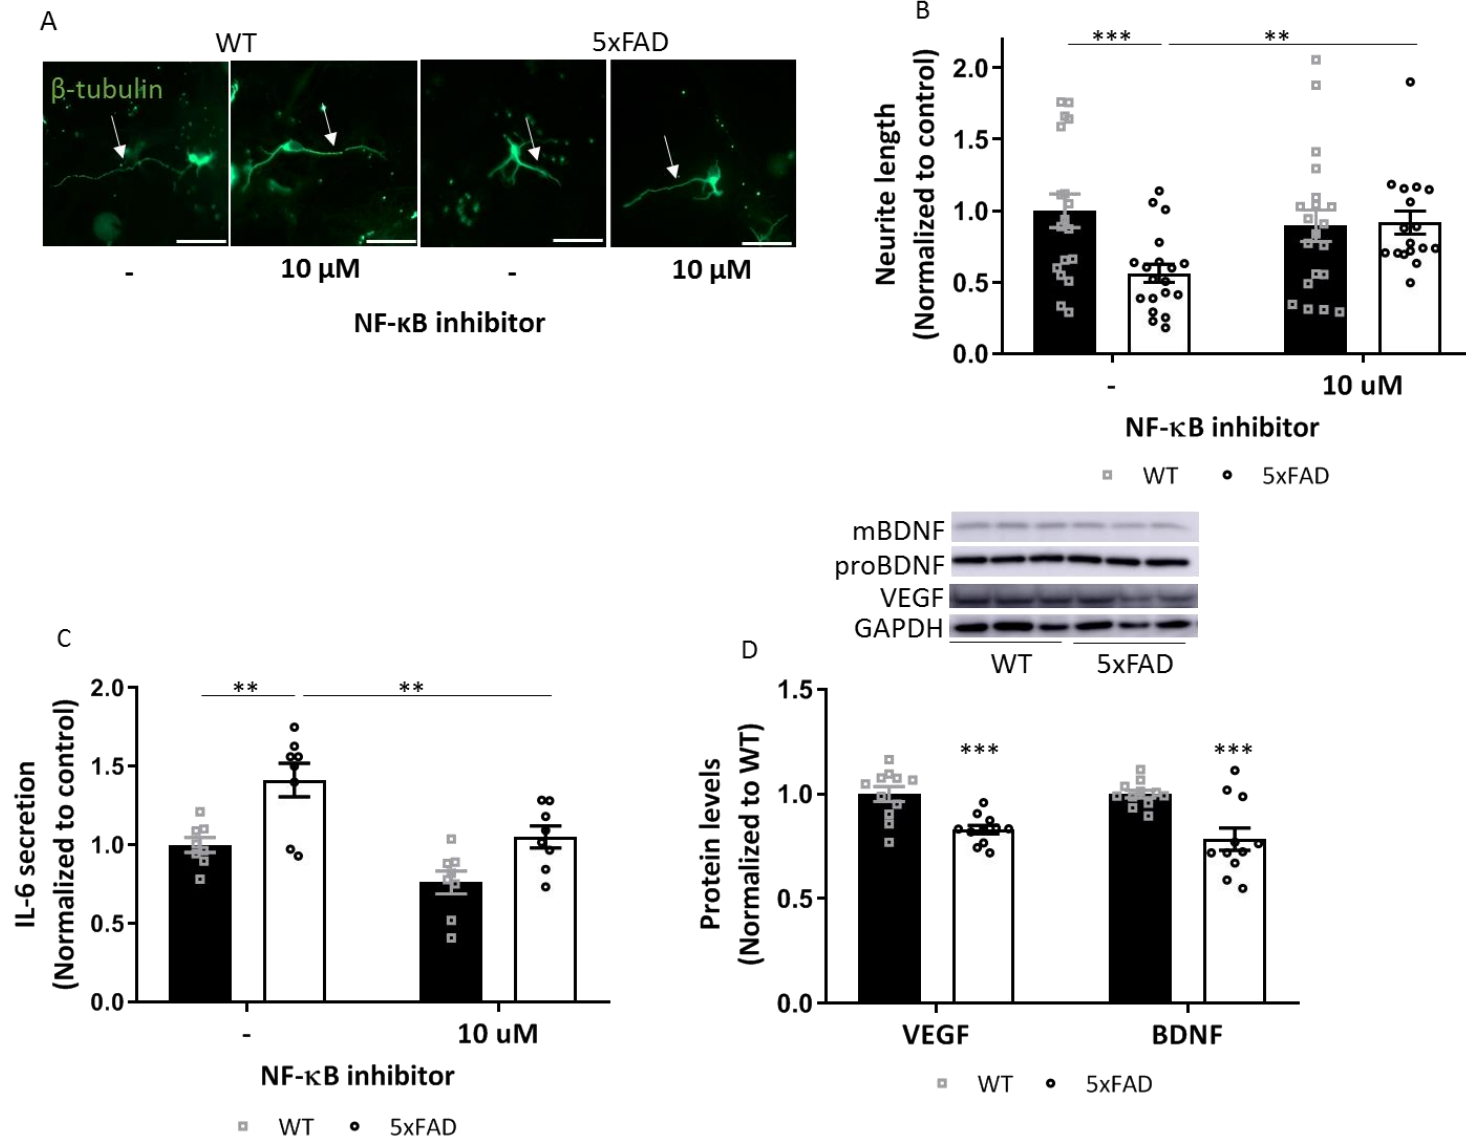 A
WT
5xFAD
β-tubulin
-
10 µM
-
10 µM
NF-κB inhibitor
B
***
**
Neurite length
(Normalized to control)
2.0
1.5
1.0
0.5
0.0
-
10 uM
NF-κB inhibitor
WT
5xFAD
C
**
**
IL-6 secretion
(Normalized to control)
2.0
1.5
1.0
0.5
0.0
-
10 uM
NF-κB inhibitor
WT
5xFAD
mBDNF
proBDNF
VEGF
GAPDH
WT
5xFAD
D
***
***
Protein levels
(Normalized to WT)
1.5
1.0
0.5
0.0
VEGF
BDNF
WT
5xFAD